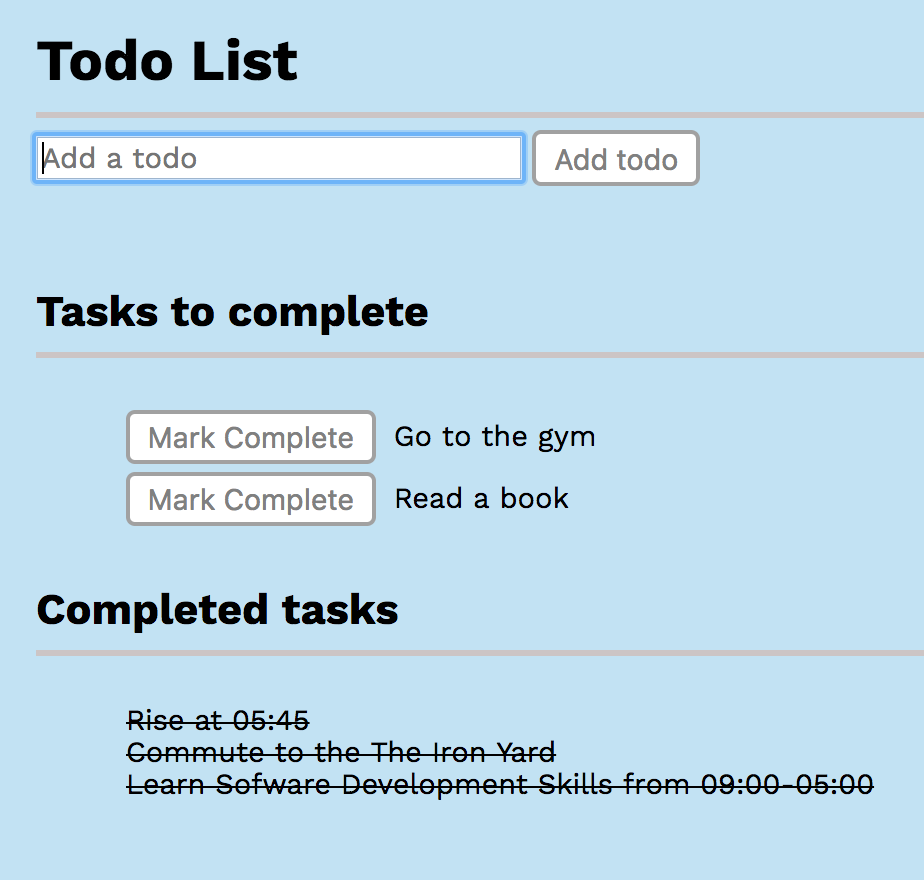 Todo List
Add a todo Add todo
Tasks to complete
Mark Complete Go to the gym
Mark Complete Read a book
Completed tasks
Rise at 05:45
Commute to the The Iron Yard
Learn Sofware Development Skills from 09:00-05:00